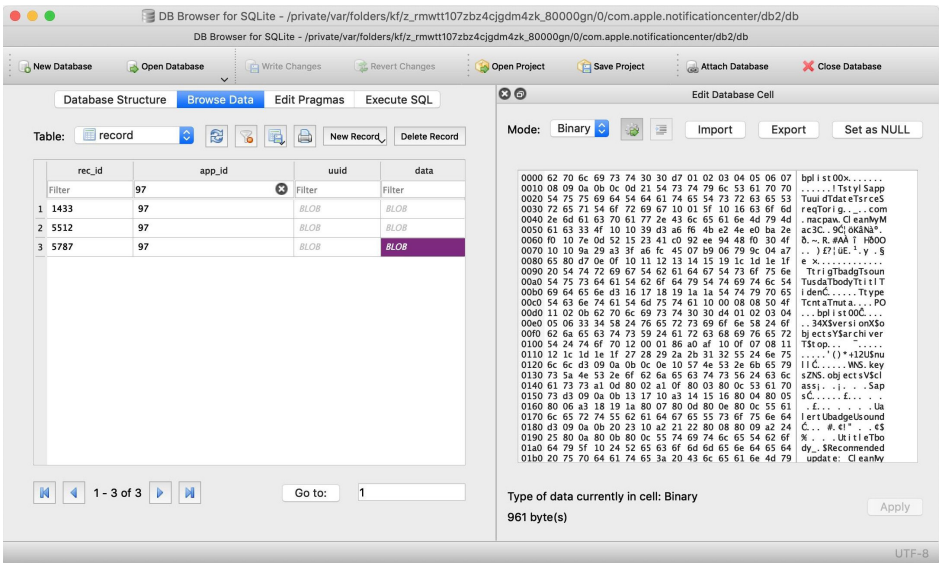 DB Browser for SQLite - /private/var/folders/kf/z_rmwtt107zbz4cjgdm4zk_80000gn/0/com.apple.notificationcenter/db2/db
DB Browser for SQLite - /private/var/folders/kf/z_rmwtt107zbz4cjgdm4zk_80000gn/0/com.apple.notificationcenter/db2/db
New Database Open Database Write Changes Revert Changes Open Project Save Project Attach Database Close Database
Database Structure Browse Data Edit Pragmas Execute SQL
Table: record New Record Delete Record
rec_id app_id uuid data
Filter 97 Filter Filter
1 1433 97 BLOB BLOB
2 5512 97 BLOB BLOB
3 5787 97 BLOB BLOB
1 - 3 of 3 Go to: 1
Edit Database Cell
Mode: Binary Import Export Set as NULL
0000 62 70 6c 69 73 74 30 30 d7 01 02 03 04 05 06 07 bplist00x.......
0010 08 09 0a 0b 0c 0d 21 54 73 74 79 6c 53 61 70 70 ......!TstylSapp
0020 54 75 75 69 64 54 64 61 74 65 54 73 72 63 65 53 TuuidTdateTsrceS
0030 72 65 71 54 6f 72 69 67 10 01 5f 10 16 63 6f 6d reqTorig.._..com
0040 2e 6d 61 63 70 61 77 2e 43 6c 65 61 6e 4d 79 4d .macpaw.CleanMyM
0050 61 63 33 4f 10 10 39 d3 a6 f6 4b e2 4e e0 ba 2e
0060 f0 10 7e 0d 52 15 23 41 c0 92 ee 94 48 f0 30 4f
0070 10 10 9a 29 a3 3f a6 fc 45 07 b9 06 79 9c 04 a7
0080 65 80 d7 0e 0f 10 11 12 13 14 15 19 1c 1d 1e 1f
0090 20 54 74 72 69 67 54 62 61 64 67 54 73 6f 75 6e TtrigTbadgTsoun
00a0 54 75 73 64 61 54 62 6f 64 79 54 74 69 74 6c 54 TusdaTbodyTtitlT
00b0 69 64 65 6e d3 16 17 18 19 1a 1a 54 74 79 70 65
00c0 54 63 6e 74 61 54 6d 75 74 61 10 00 08 08 50 4f TcntaTmuta....PO
00d0 11 02 0b 62 70 6c 69 73 74 30 30 d4 01 02 03 04
00e0 05 06 33 34 58 24 76 65 72 73 69 6f 6e 58 24 6f ..34X$versionX$o
00f0 62 6a 65 63 74 73 59 24 61 72 63 68 69 76 65 72 bjectsY$archiver
0100 54 24 74 6f 70 12 00 01 86 a0 af 10 0f 07 08 11
0110 12 1c 1d 1e 1f 27 28 29 2a 2b 31 32 55 24 6e 75 .....'()*+12U$nu
0120 6c 6c d3 09 0a 0b 0c 0e 10 57 4e 53 2e 6b 65 79
0130 73 5a 4e 53 2e 6f 62 6a 65 63 74 73 56 24 63 6c sZNS.objectsV$cl
0140 61 73 73 a1 0d 80 02 a1 0f 80 03 80 0c 53 61 70
0150 73 d3 09 0a 0b 13 17 10 a3 14 15 16 80 04 80 05
0160 80 06 a3 18 19 1a 80 07 80 0d 80 0e 80 0c 55 61
0170 6c 65 72 74 55 62 61 64 67 65 55 73 6f 75 6e 64 lertUbadgeUsound
0180 d3 09 0a 0b 20 23 10 a2 21 22 80 08 80 09 a2 24
0190 25 80 0a 80 0b 80 0c 55 74 69 74 6c 65 54 62 6f
01a0 64 79 5f 10 24 52 65 63 6f 6d 6d 65 6e 64 65 64 dy_.$Recommended
01b0 20 75 70 64 61 74 65 3a 20 43 6c 65 61 6e 4d 79 update: CleanMy
Type of data currently in cell: Binary
961 byte(s)
Apply
UTF-8